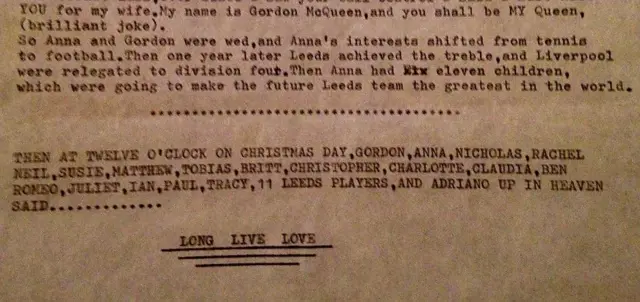 YOU for my wife,My name is Gordon McQueen,and you shall be MY Queen,
(brilliant joke).
So Anna and Gordon were wed,and Anna's interests shifted from tennis
to football.Then one year later Leeds achieved the treble,and Liverpool
were relegated to division four.Then Anna had eleven children,
which were going to make the future Leeds team the greatest in the world.
THEN AT TWELVE O'CLOCK ON CHRISTMAS DAY,GORDON,ANNA,NICHOLAS,RACHEL
NEIL,SUSIE,MATTHEW,TOBIAS,BRITT,CHRISTOPHER,CHARLOTTE,CLAUDIA,BEN
ROMEO,JULIET,IAN,PAUL,TRACY,11 LEEDS PLAYERS,AND ADRIANO UP IN HEAVEN
SAID.............
LONG LIVE LOVE